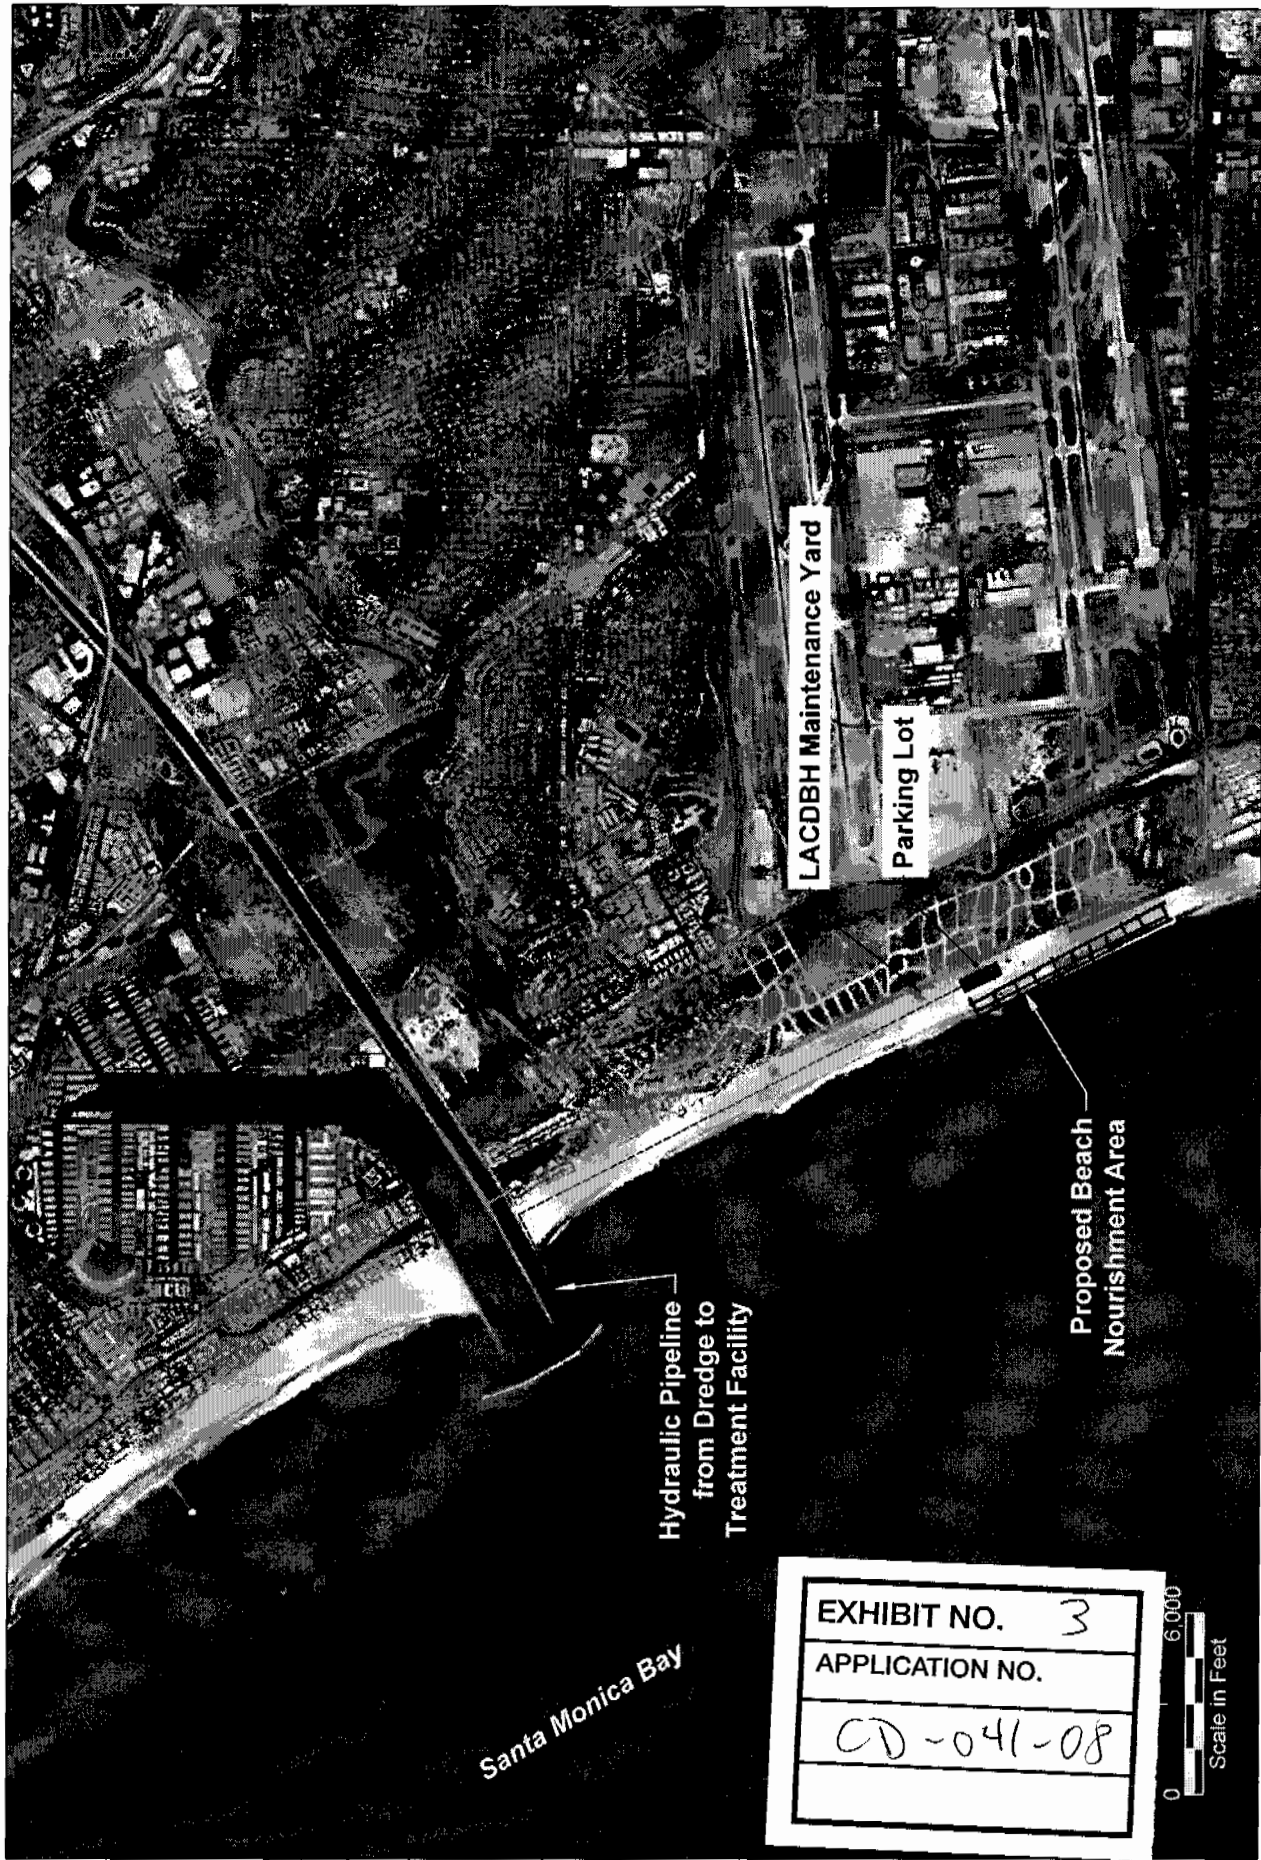 LACDBH Maintenance Yard
Parking Lot
Hydraulic Pipeline
from Dredge to
Treatment Facility
Proposed Beach
Nourishment Area
Santa Monica Bay
EXHIBIT NO. 3
APPLICATION NO.
CD-041-08
0 6,000
Scale in Feet